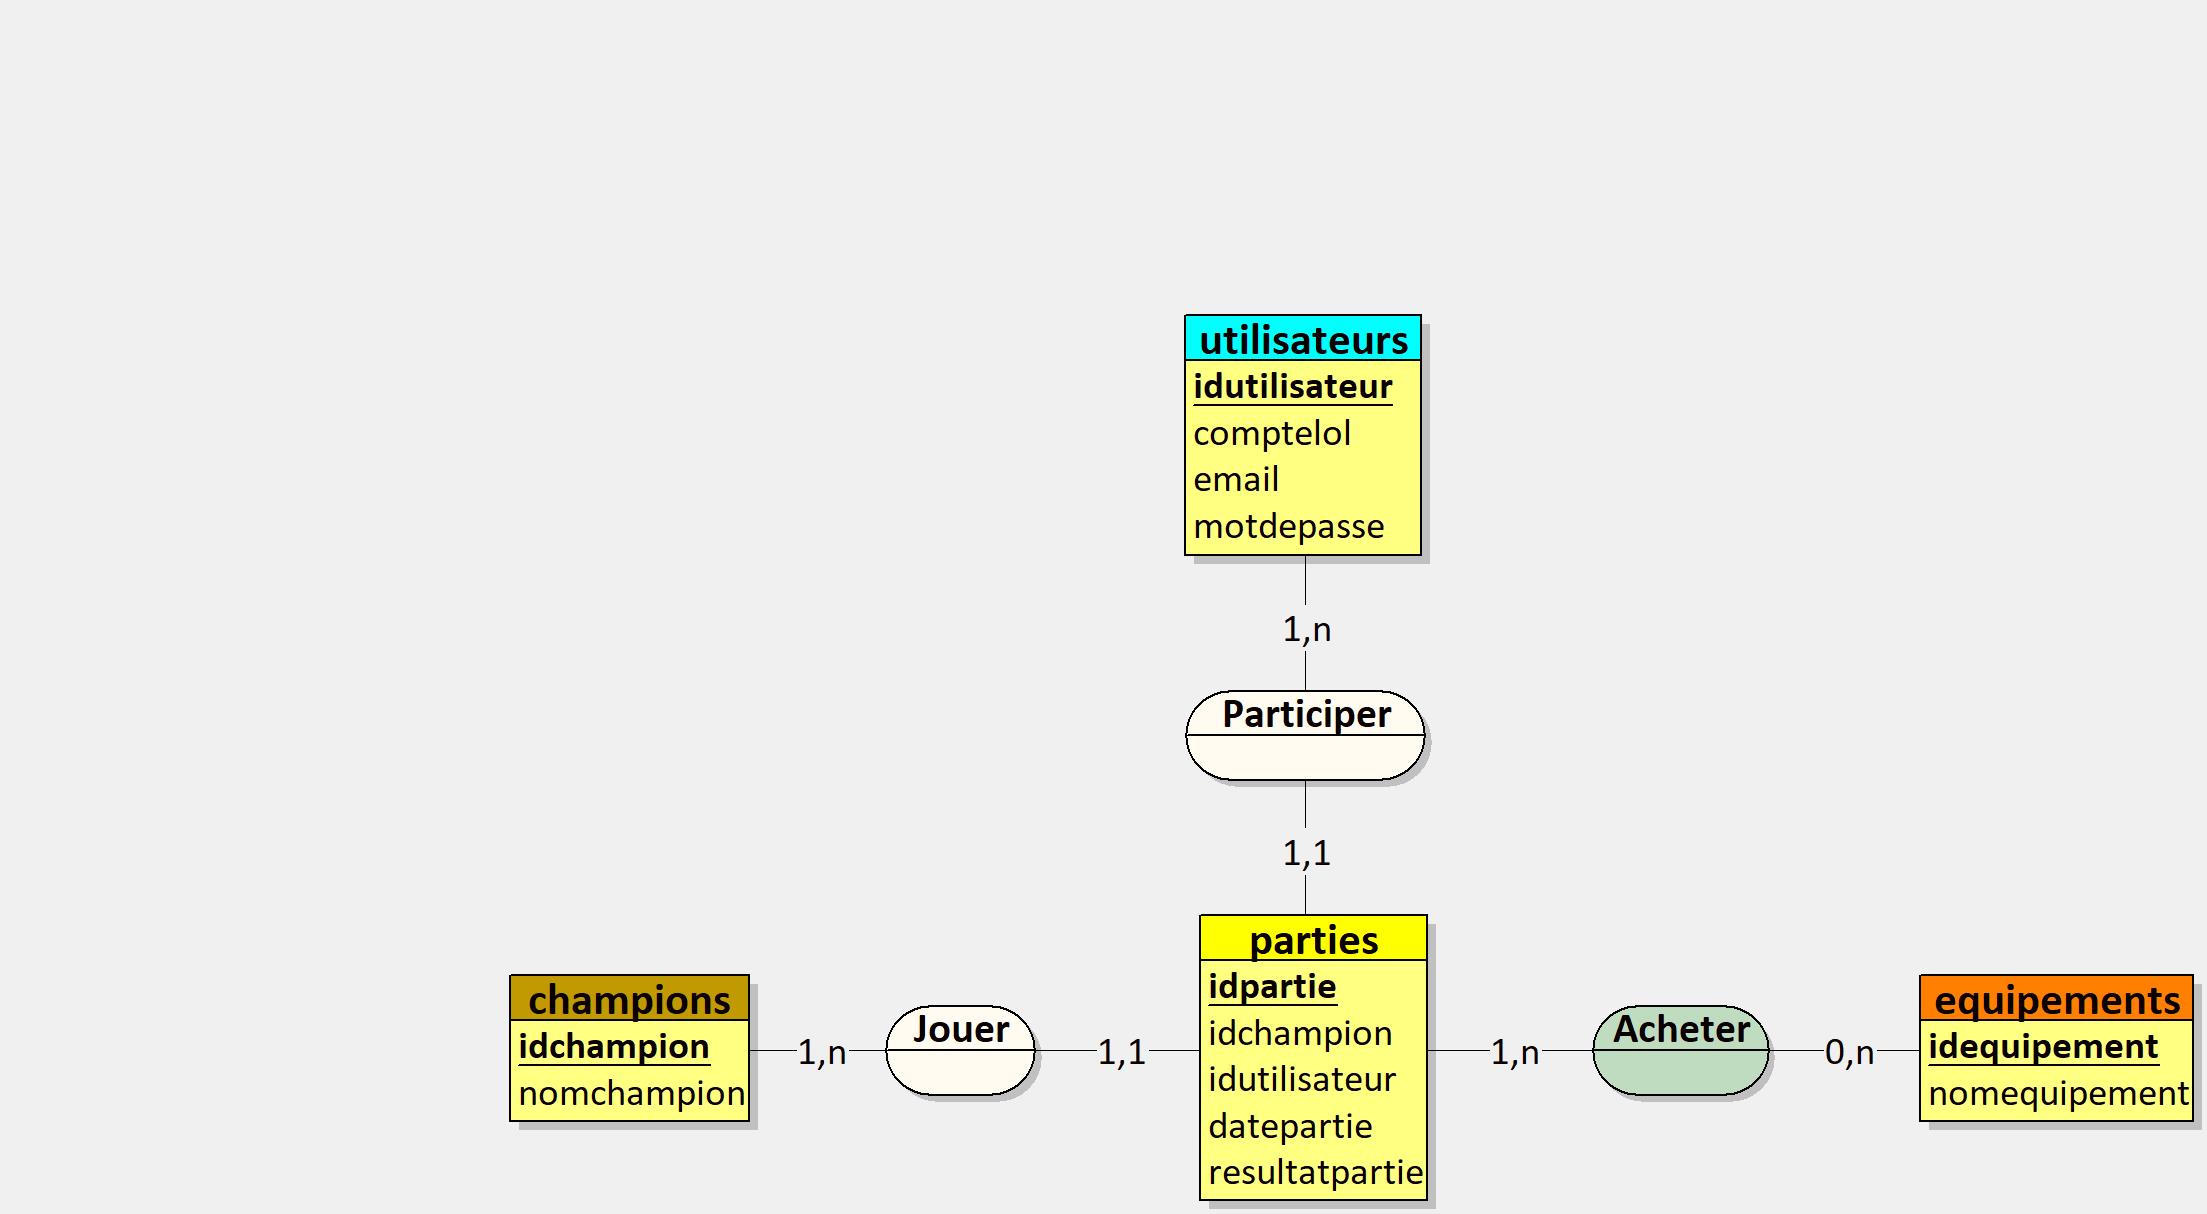 utilisateurs
idutilisateur
comptelol
email
motdepasse
1,n
Participer
1,1
parties
idpartie
idchampion
idutilisateur
datepartie
resultatpartie
champions
idchampion
nomchampion
1,n
Jouer
1,1
1,n
Acheter
0,n
equipements
idequipement
nomequipement